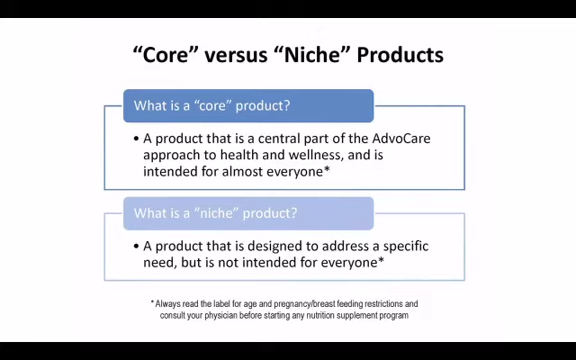 “Core” versus “Niche” Products
What is a “core” product?
• A product that is a central part of the AdvoCare
approach to health and wellness, and is
intended for almost everyone*
What is a “niche” product?
• A product that is designed to address a specific
need, but is not intended for everyone*
* Always read the label for age and pregnancy/breast feeding restrictions and
consult your physician before starting any nutrition supplement program